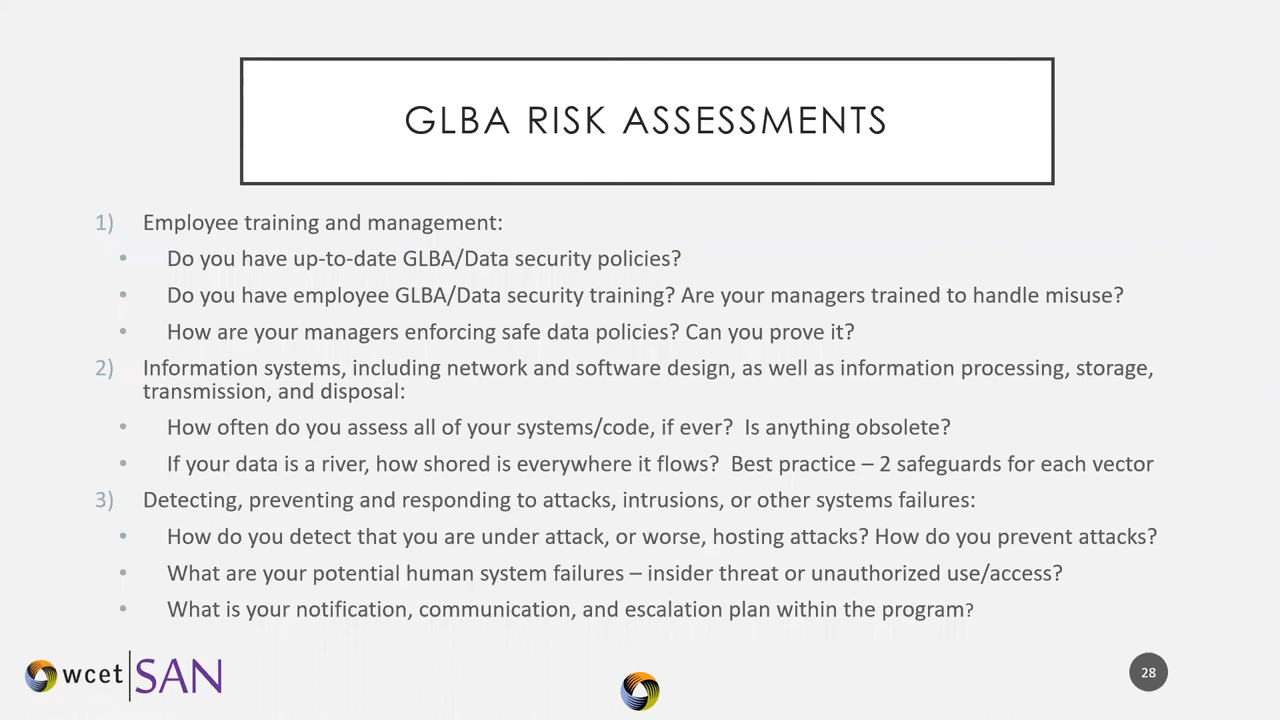 GLBA RISK ASSESSMENTS
1) Employee training and management:
• Do you have up-to-date GLBA/Data security policies?
• Do you have employee GLBA/Data security training? Are your managers trained to handle misuse?
• How are your managers enforcing safe data policies? Can you prove it?
2) Information systems, including network and software design, as well as information processing, storage,
transmission, and disposal:
• How often do you assess all of your systems/code, if ever?  Is anything obsolete?
• If your data is a river, how shored is everywhere it flows?  Best practice – 2 safeguards for each vector
3) Detecting, preventing and responding to attacks, intrusions, or other systems failures:
• How do you detect that you are under attack, or worse, hosting attacks? How do you prevent attacks?
• What are your potential human system failures – insider threat or unauthorized use/access?
• What is your notification, communication, and escalation plan within the program?
wcet SAN
28